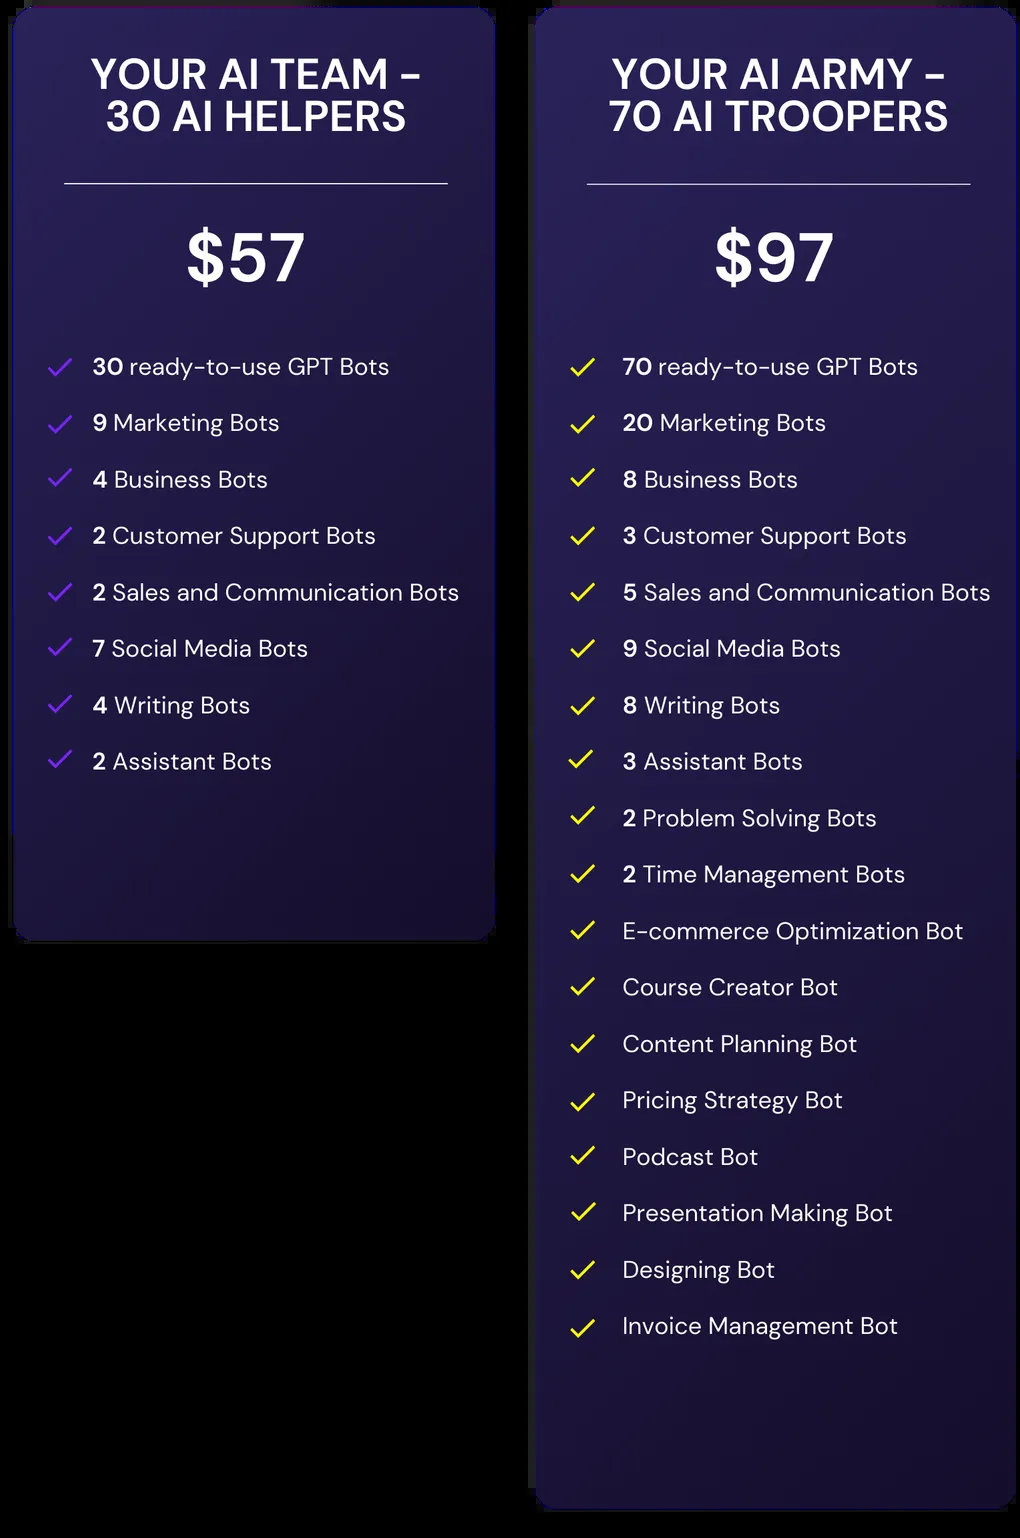 YOUR AI TEAM –
30 AI HELPERS
$57
30 ready-to-use GPT Bots
9 Marketing Bots
4 Business Bots
2 Customer Support Bots
2 Sales and Communication Bots
7 Social Media Bots
4 Writing Bots
2 Assistant Bots
YOUR AI ARMY –
70 AI TROOPERS
$97
70 ready-to-use GPT Bots
20 Marketing Bots
8 Business Bots
3 Customer Support Bots
5 Sales and Communication Bots
9 Social Media Bots
8 Writing Bots
3 Assistant Bots
2 Problem Solving Bots
2 Time Management Bots
E-commerce Optimization Bot
Course Creator Bot
Content Planning Bot
Pricing Strategy Bot
Podcast Bot
Presentation Making Bot
Designing Bot
Invoice Management Bot